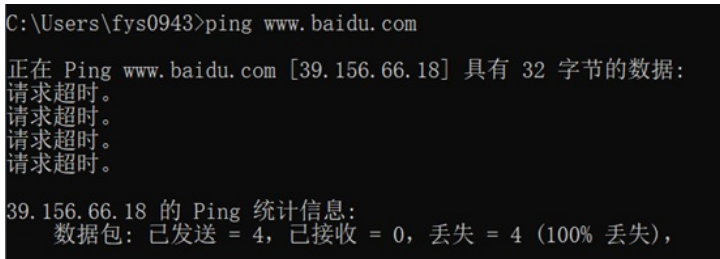 C:\Users\fys0943>ping www.baidu.com
正在 Ping www.baidu.com [39.156.66.18] 具有 32 字节的数据:
请求超时。
请求超时。
请求超时。
请求超时。
39.156.66.18 的 Ping 统计信息:
数据包: 已发送 = 4，已接收 = 0，丢失 = 4 (100% 丢失)，